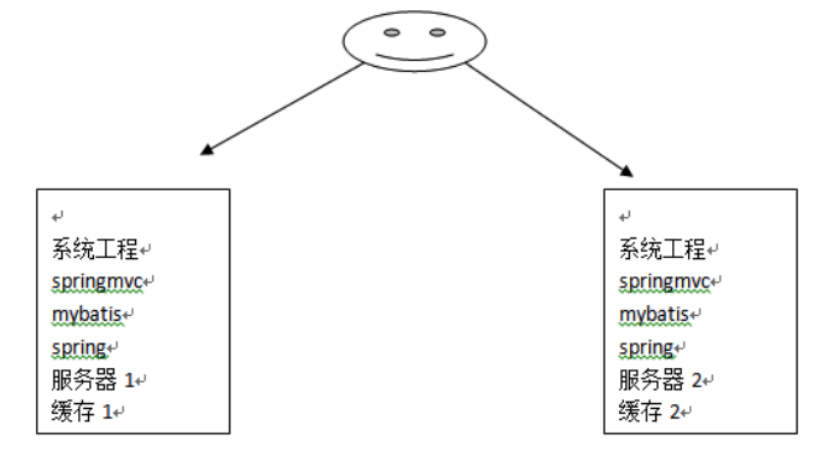 系统工程
springmvc
mybatis
spring
服务器 1
缓存 1
系统工程
springmvc
mybatis
spring
服务器 2
缓存 2